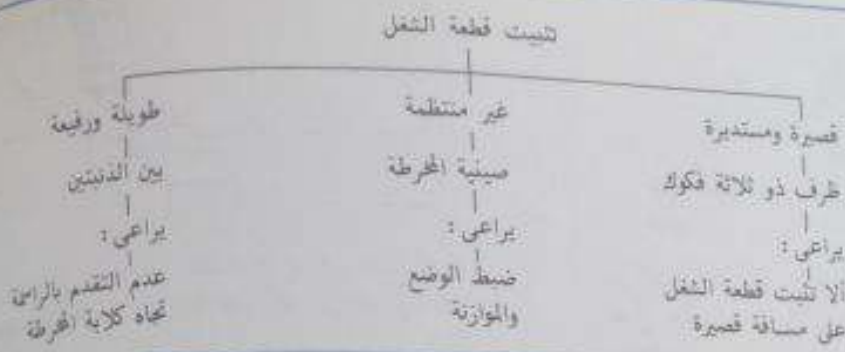 تثبيت قطعة الشغل
قصيرة ومستديرة
ظرف ذو ثلاثة فكوك
يراعى :
ألا تثبت قطعة الشغل
على مسافة قصيرة
غير منتظمة
صينية المخرطة
يراعى :
ضبط الوضع
والموازنة
طويلة ورفيعة
بين الذنبتين
يراعى :
عدم التقدم بالراسى
تجاه كلابة المخرطة